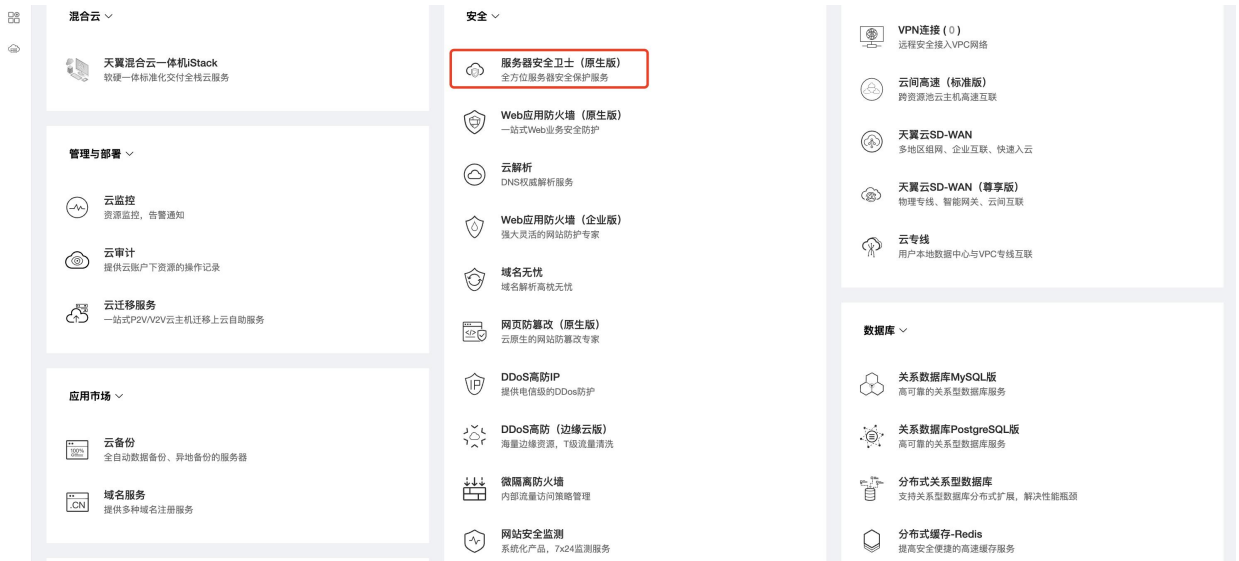 混合云
天翼混合云一体机iStack
软硬一体标准化交付全栈云服务
管理与部署
云监控
资源监控，告警通知
云审计
提供云账户下资源的操作记录
云迁移服务
一站式P2V/V2V云主机迁移上云自助服务
应用市场
100%
Offline
云备份
全自动数据备份、异地备份的服务器
.CN
域名服务
提供多种域名注册服务
安全
服务器安全卫士（原生版）
全方位服务器安全保护服务
Web应用防火墙（原生版）
一站式Web业务安全防护
云解析
DNS权威解析服务
Web应用防火墙（企业版）
强大灵活的网站防护专家
域名无忧
域名解析高枕无忧
网页防篡改（原生版）
云原生的网站防篡改专家
IP
DDoS高防IP
提供电信级的DDos防护
DDoS高防（边缘云版）
海量边缘资源，T级流量清洗
微隔离防火墙
内部流量访问策略管理
网站安全监测
系统化产品，7x24监测服务
VPN连接 ( 0 )
远程安全接入VPC网络
云间高速（标准版）
跨资源池云主机高速互联
天翼云SD-WAN
多地区组网、企业互联、快速入云
天翼云SD-WAN（尊享版）
物理专线、智能网关、云间互联
云专线
用户本地数据中心与VPC专线互联
数据库
关系数据库MySQL版
高可靠的关系型数据库服务
关系数据库PostgreSQL版
高可靠的关系型数据库服务
分布式关系型数据库
支持关系型数据库分布式扩展，解决性能瓶颈
分布式缓存-Redis
提高安全便捷的高速缓存服务